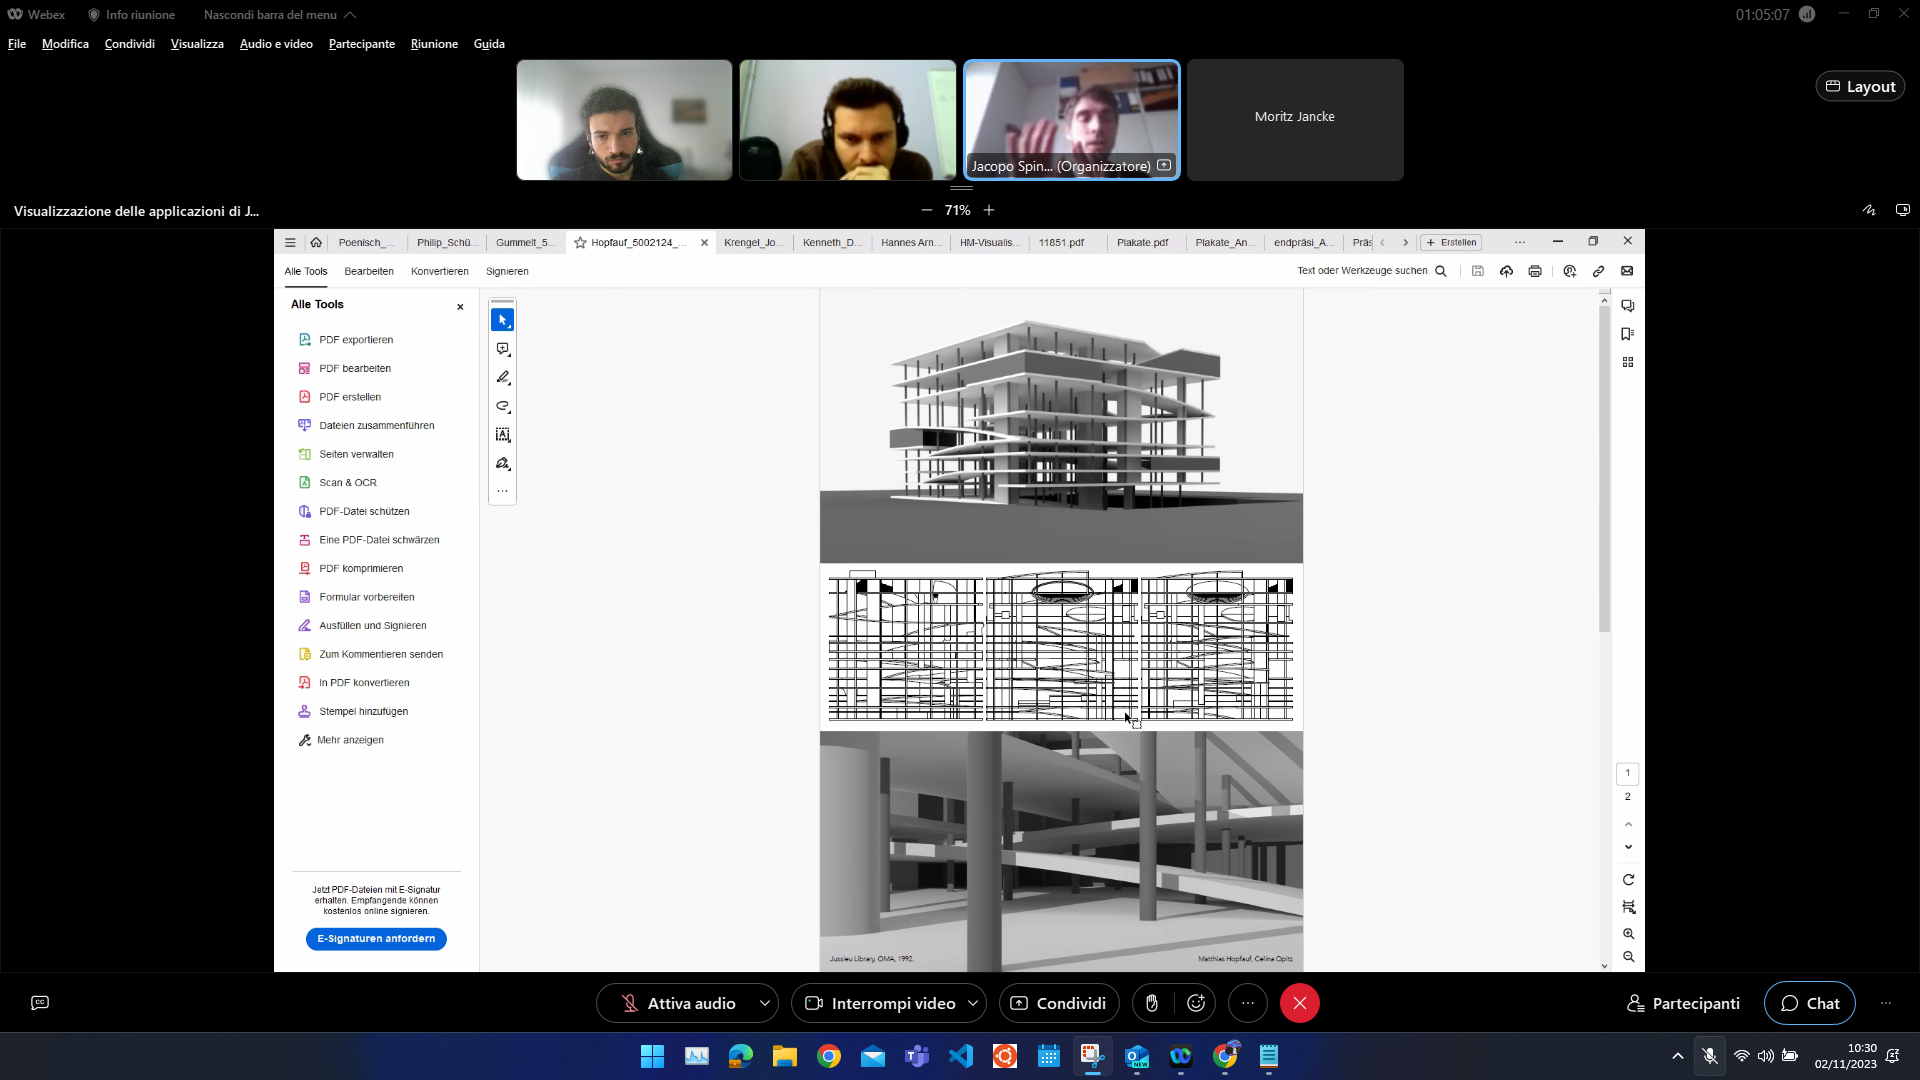 Webex Info riunione Nascondi barra del menu 01:05:07
File Modifica Condividi Visualizza Audio e video Partecipante Riunione Guida
Layout
Moritz Jancke
Jacopo Spin... (Organizzatore)
Visualizzazione delle applicazioni di J...
71%
Poenisch_... Philip_Schü... Gummelt_5... Hopfauf_5002124_... Krengel_Jo... Kenneth_D... Hannes Arn... HM-Visualis... 11851.pdf Plakate.pdf Plakate_An... endpräsi_A... Präs Erstellen
Alle Tools Bearbeiten Konvertieren Signieren Text oder Werkzeuge suchen
Alle Tools
PDF exportieren
PDF bearbeiten
PDF erstellen
Dateien zusammenführen
Seiten verwalten
Scan & OCR
PDF-Datei schützen
Eine PDF-Datei schwärzen
PDF komprimieren
Formular vorbereiten
Ausfüllen und Signieren
Zum Kommentieren senden
In PDF konvertieren
Stempel hinzufügen
Mehr anzeigen
1
2
Jetzt PDF-Dateien mit E-Signatur
erhalten. Empfangende können
kostenlos online signieren.
E-Signaturen anfordern
Jussieu Library, OMA, 1992. Matthias Hopfauf, Celina Opitz
CC Attiva audio Interrompi video Condividi Partecipanti Chat
NEW
10:30
02/11/2023